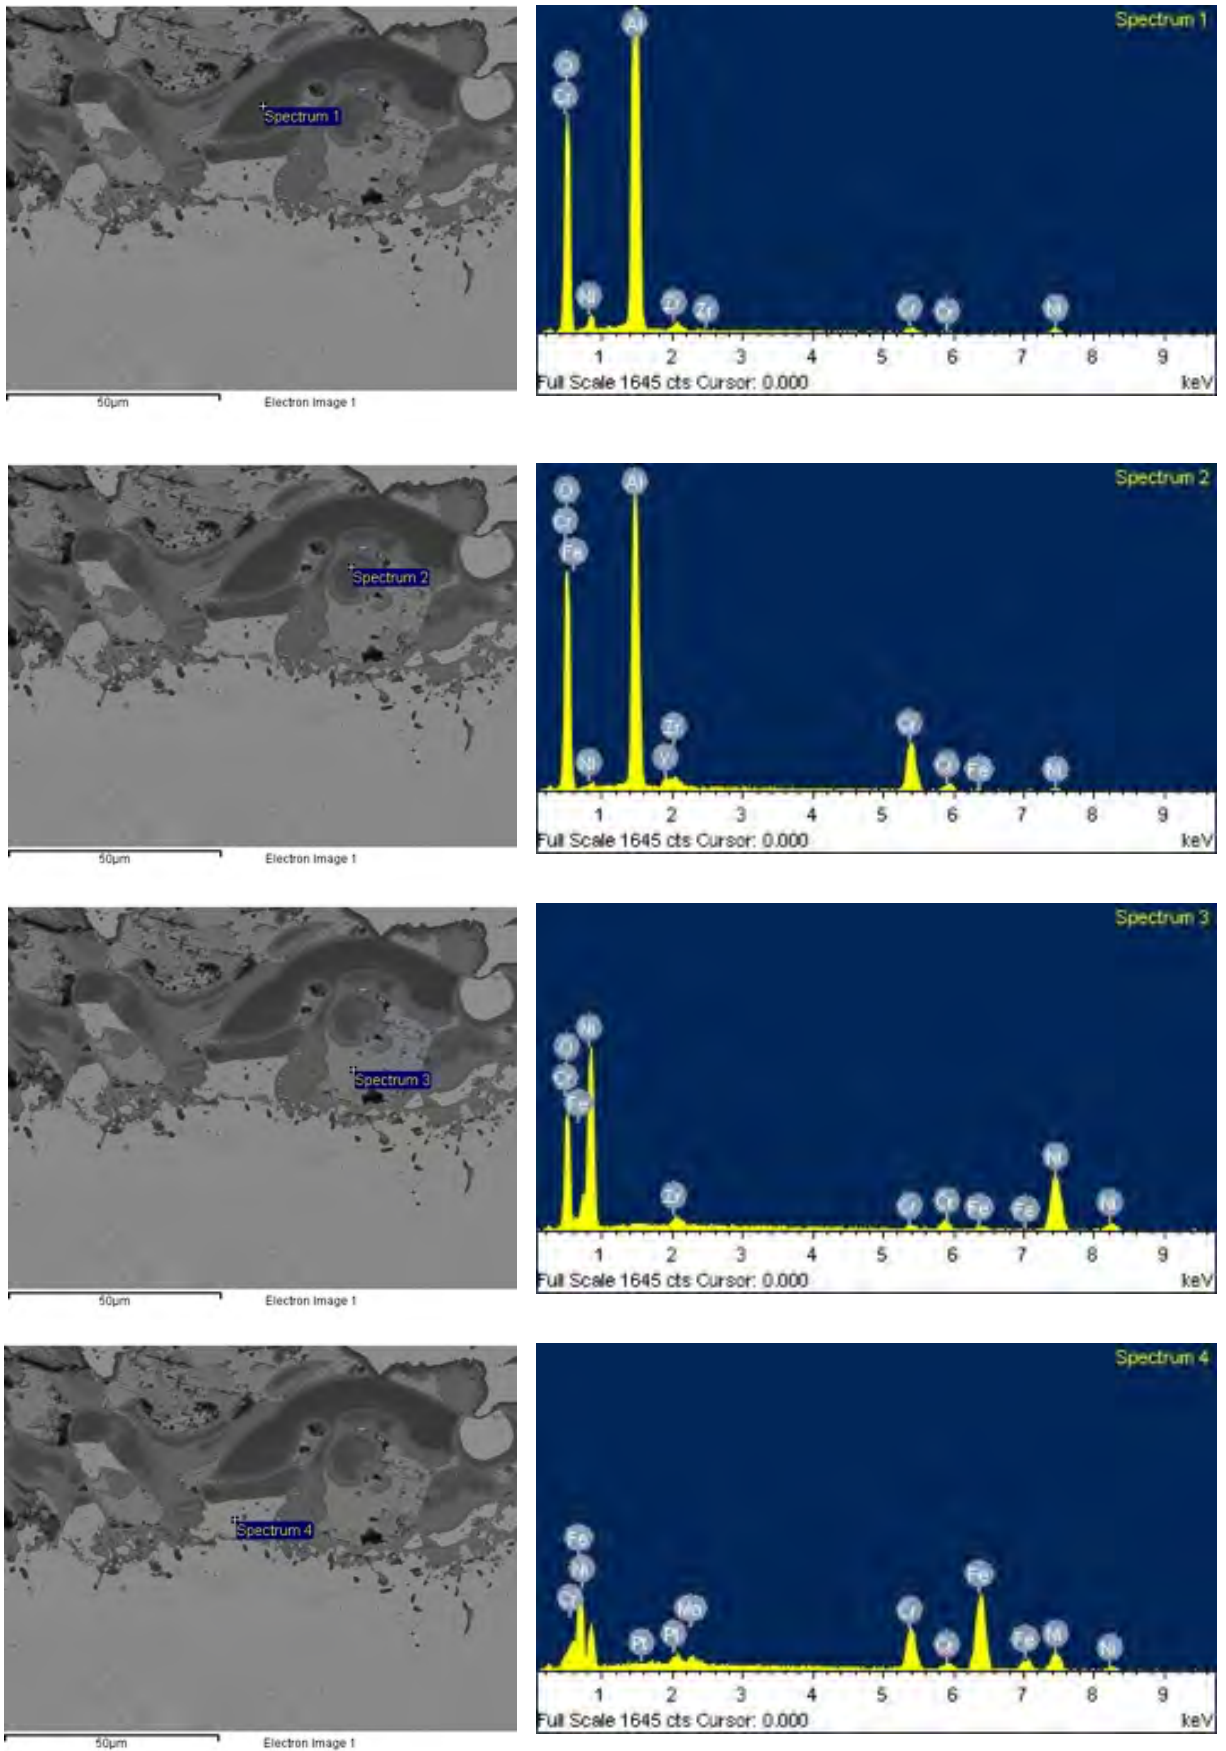 Spectrum 1
50µm
Electron Image 1
Spectrum 1
O
Al
Cr
Ni
Zr
Zr
Cr
Cr
Ni
1 2 3 4 5 6 7 8 9
Full Scale 1645 cts Cursor: 0.000
keV
Spectrum 2
50µm
Electron Image 1
Spectrum 2
O
Al
Cr
Fe
Ni
Zr
Y
Cr
Cr
Fe
Ni
1 2 3 4 5 6 7 8 9
Full Scale 1645 cts Cursor: 0.000
keV
Spectrum 3
50µm
Electron Image 1
Spectrum 3
Ni
O
Cr
Fe
Zr
Cr
Cr
Fe
Fe
Ni
Ni
1 2 3 4 5 6 7 8 9
Full Scale 1645 cts Cursor: 0.000
keV
Spectrum 4
50µm
Electron Image 1
Spectrum 4
Fe
Ni
Cr
Pt
Pt
Mo
Cr
Cr
Fe
Fe
Ni
Ni
1 2 3 4 5 6 7 8 9
Full Scale 1645 cts Cursor: 0.000
keV